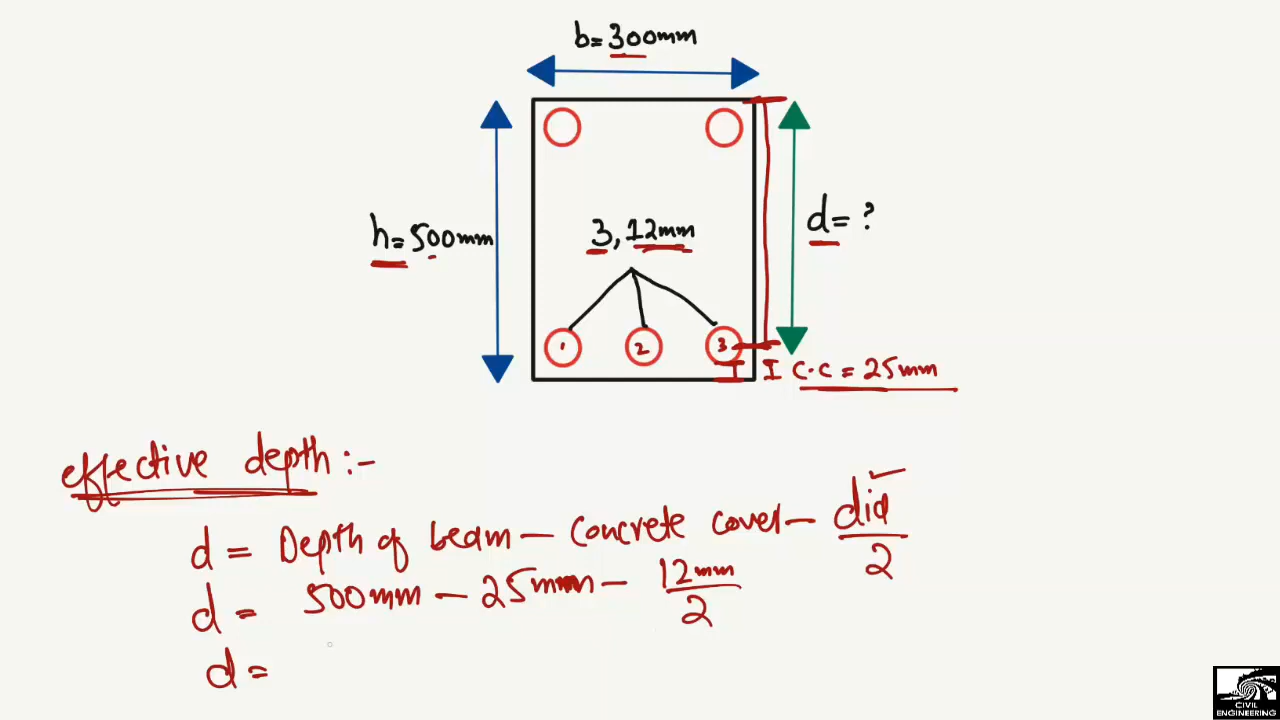 b=300mm
h=500mm
3,12mm
d=?
1 2 3
C.C = 25mm
effective depth :-
d = Depth of beam - Concrete cover - dia/2
d = 500mm - 25mm - 12mm/2
d =
CIVIL
ENGINEERING